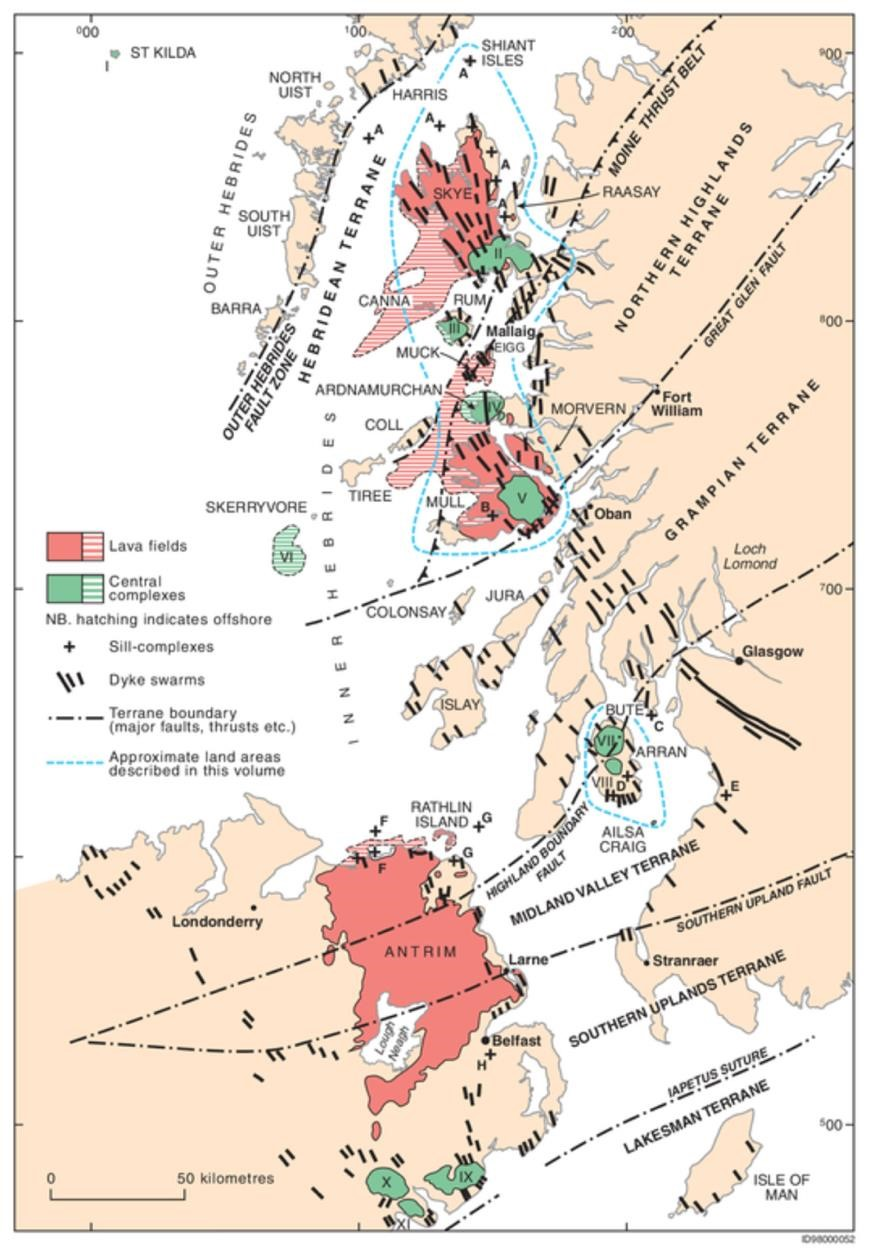 000
100
200
ST KILDA
I
SHIANT
ISLES
900
A
NORTH
UIST
HARRIS
A
A
MOINE THRUST BELT
OUTER HEBRIDES
A
SKYE
RAASAY
A
SOUTH
UIST
HEBRIDEAN TERRANE
NORTHERN HIGHLANDS
TERRANE
II
GREAT GLEN FAULT
CANNA
RUM
BARRA
800
III
Mallaig
EIGG
MUCK
OUTER HEBRIDES
FAULT ZONE
ARDNAMURCHAN
IV
Fort
William
MORVERN
COLL
GRAMPIAN TERRANE
TIREE
MULL
V
B
SKERRYVORE
Oban
VI
INNER HEBRIDES
Lava fields
Loch
Lomond
Central
complexes
JURA
700
COLONSAY
NB. hatching indicates offshore
Sill-complexes
Glasgow
Dyke swarms
ISLAY
BUTE
Terrane boundary
(major faults, thrusts etc.)
C
VII
ARRAN
Approximate land areas
described in this volume
VIII
D
E
RATHLIN
ISLAND
F
G
AILSA
CRAIG
HIGHLAND BOUNDARY
FAULT
F
G
MIDLAND VALLEY TERRANE
SOUTHERN UPLAND FAULT
Londonderry
ANTRIM
Larne
Stranraer
SOUTHERN UPLANDS TERRANE
Lough
Neagh
Belfast
H
IAPETUS SUTURE
LAKESMAN TERRANE
500
0
50 kilometres
X
IX
ISLE OF
MAN
XI
ID98000052